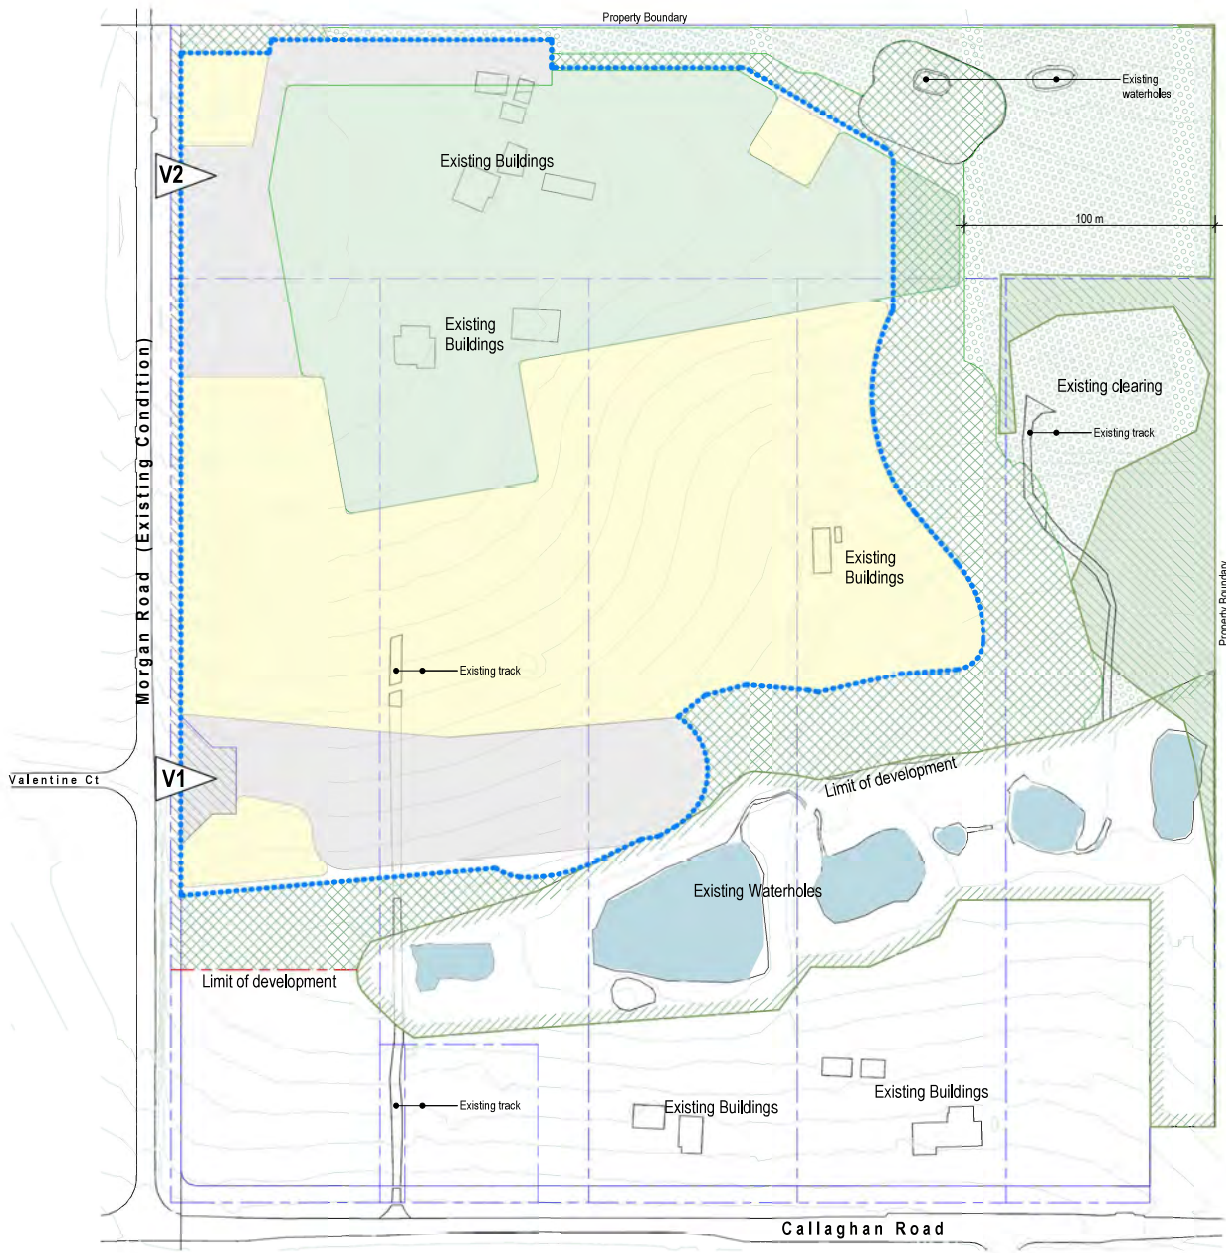 Property Boundary
Existing
waterholes
V2
Existing Buildings
100 m
Existing
Buildings
Existing clearing
Existing track
Morgan Road (Existing Condition)
Existing
Buildings
Property Boundary
Existing track
Valentine Ct
V1
Limit of development
Existing Waterholes
Limit of development
Existing Buildings
Existing track
Existing Buildings
Callaghan Road